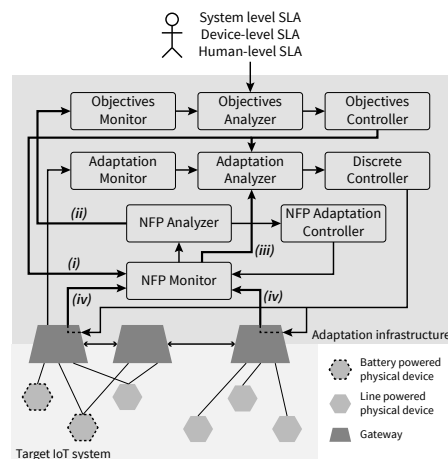 System level SLA
Device-level SLA
Human-level SLA
Objectives
Monitor
Objectives
Analyzer
Objectives
Controller
Adaptation
Monitor
Adaptation
Analyzer
Discrete
Controller
(ii)
NFP Analyzer
NFP Adaptation
Controller
(i)
(iii)
NFP Monitor
(iv)
(iv)
Adaptation infrastructure
Battery powered
physical device
Line powered
physical device
Gateway
Target IoT system